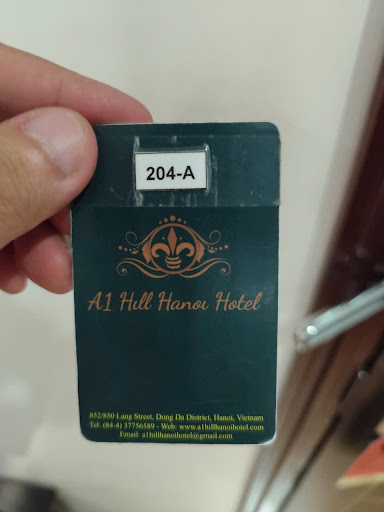 204-A
A1 Hill Hanoi Hotel
852/850 Lang Street, Dong Da District, Hanoi, Vietnam
Tel: (84-4) 37756589 - Web: www.a1hillhanoihotel.com
Email: a1hillhanoihotel@gmail.com